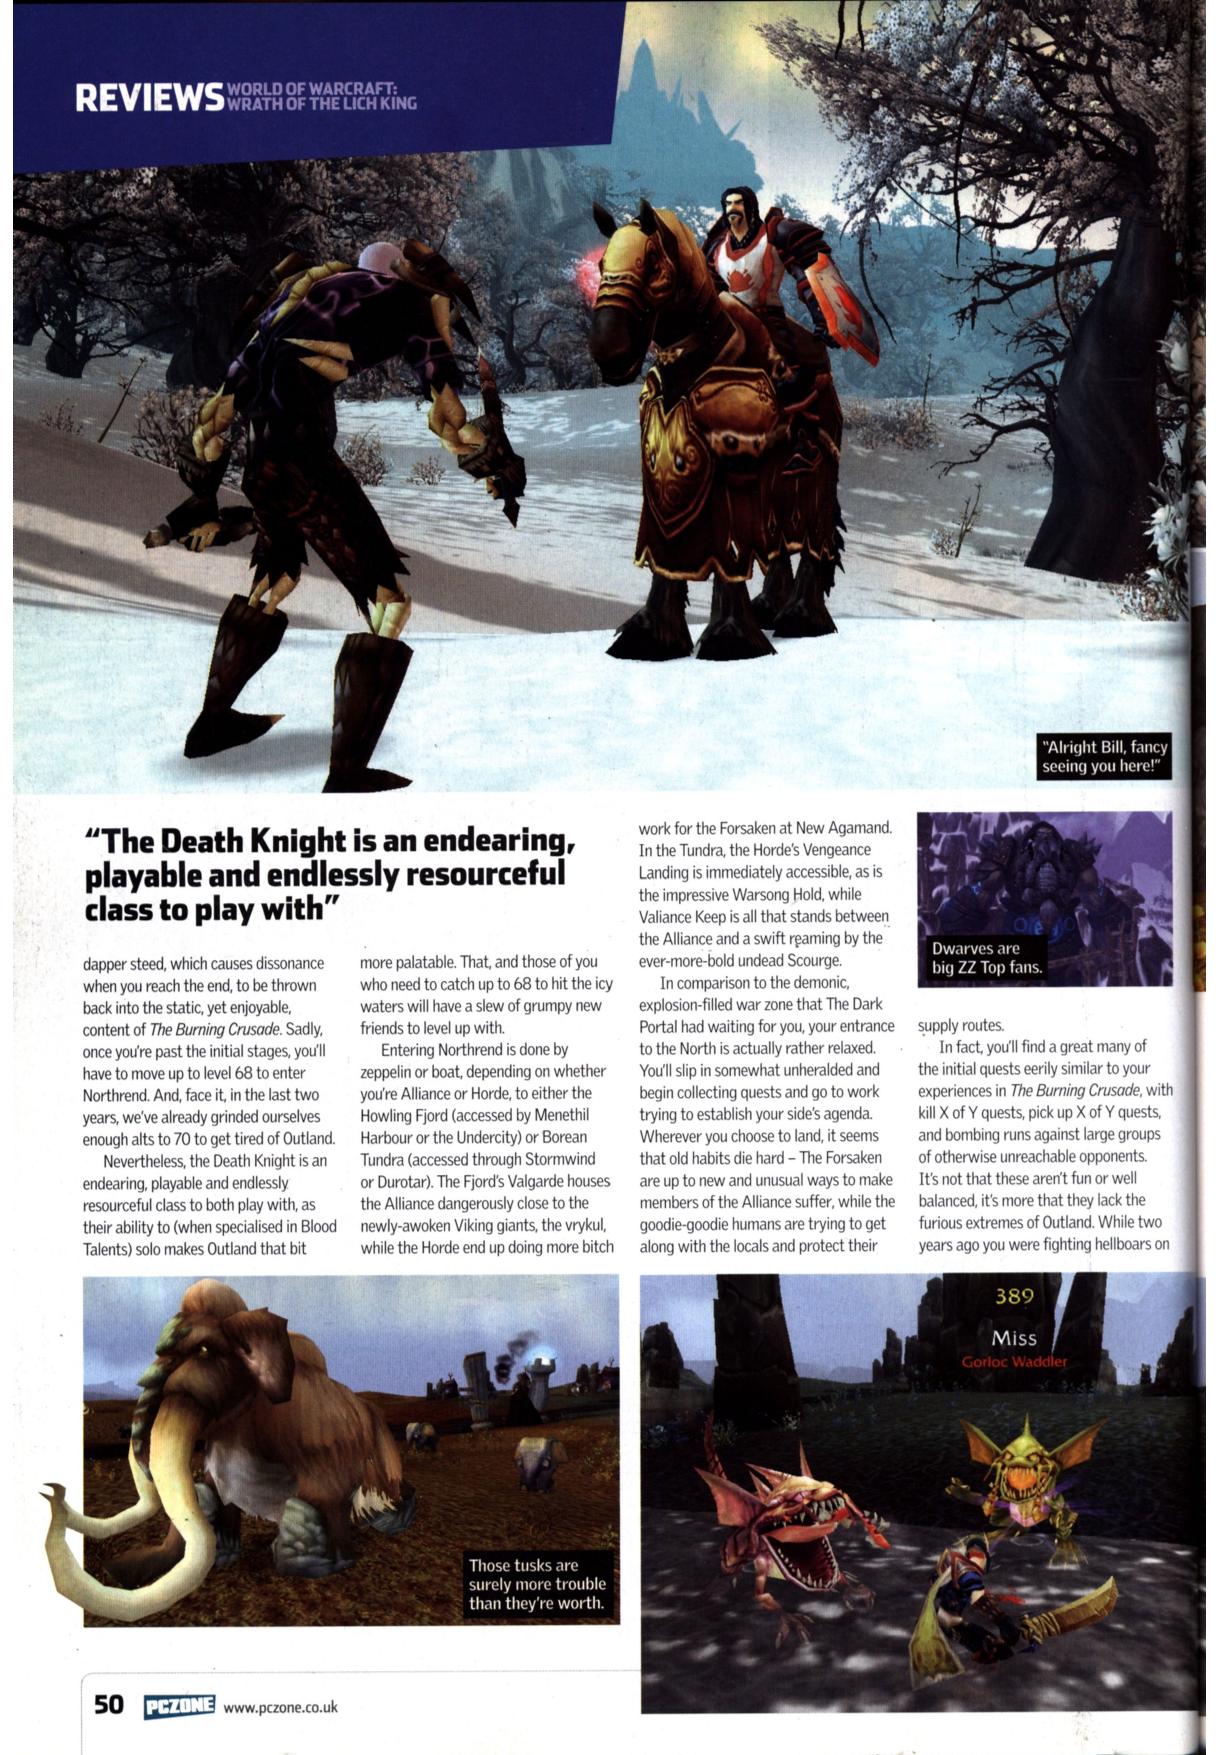 REVIEWS
WORLD OF WARCRAFT:
WRATH OF THE LICH KING
"Alright Bill, fancy
seeing you here!"
"The Death Knight is an endearing,
playable and endlessly resourceful
class to play with"
dapper steed, which causes dissonance
when you reach the end, to be thrown
back into the static, yet enjoyable,
content of The Burning Crusade. Sadly,
once you're past the initial stages, you'll
have to move up to level 68 to enter
Northrend. And, face it, in the last two
years, we've already grinded ourselves
enough alts to 70 to get tired of Outland.
Nevertheless, the Death Knight is an
endearing, playable and endlessly
resourceful class to both play with, as
their ability to (when specialised in Blood
Talents) solo makes Outland that bit
more palatable. That, and those of you
who need to catch up to 68 to hit the icy
waters will have a slew of grumpy new
friends to level up with.
Entering Northrend is done by
zeppelin or boat, depending on whether
you're Alliance or Horde, to either the
Howling Fjord (accessed by Menethil
Harbour or the Undercity) or Borean
Tundra (accessed through Stormwind
or Durotar). The Fjord's Valgarde houses
the Alliance dangerously close to the
newly-awoken Viking giants, the vrykul,
while the Horde end up doing more bitch
work for the Forsaken at New Agamand.
In the Tundra, the Horde's Vengeance
Landing is immediately accessible, as is
the impressive Warsong Hold, while
Valiance Keep is all that stands between
the Alliance and a swift reaming by the
ever-more-bold undead Scourge.
In comparison to the demonic,
explosion-filled war zone that The Dark
Portal had waiting for you, your entrance
to the North is actually rather relaxed.
You'll slip in somewhat unheralded and
begin collecting quests and go to work
trying to establish your side's agenda.
Wherever you choose to land, it seems
that old habits die hard – The Forsaken
are up to new and unusual ways to make
members of the Alliance suffer, while the
goodie-goodie humans are trying to get
along with the locals and protect their
Dwarves are
big ZZ Top fans.
supply routes.
In fact, you'll find a great many of
the initial quests eerily similar to your
experiences in The Burning Crusade, with
kill X of Y quests, pick up X of Y quests,
and bombing runs against large groups
of otherwise unreachable opponents.
It's not that these aren't fun or well
balanced, it's more that they lack the
furious extremes of Outland. While two
years ago you were fighting hellboars on
Those tusks are
surely more trouble
than they're worth.
389
Miss
Gorloc Waddler
50 PCZONE www.pczone.co.uk